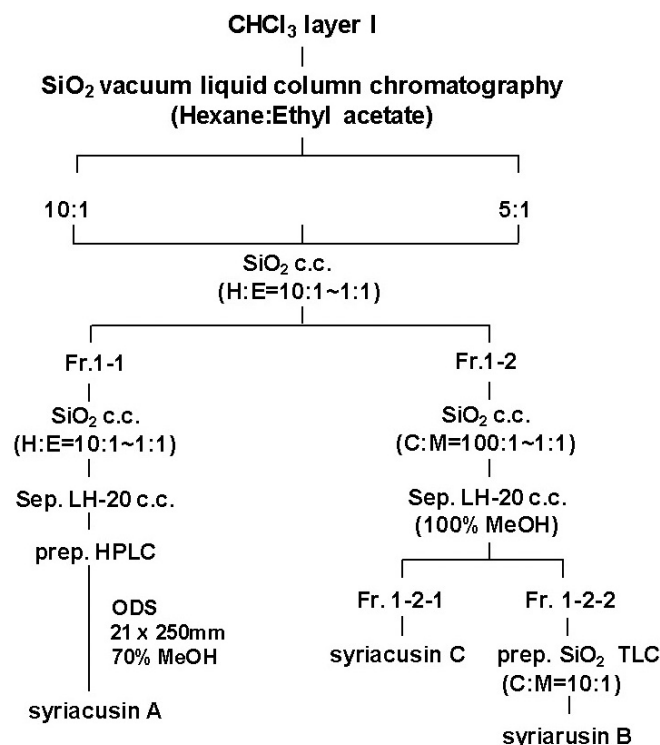 CHCl₃ layer I
SiO₂ vacuum liquid column chromatography
(Hexane:Ethyl acetate)
10:1
5:1
SiO₂ c.c.
(H:E=10:1~1:1)
Fr.1-1
Fr.1-2
SiO₂ c.c.
(H:E=10:1~1:1)
SiO₂ c.c.
(C:M=100:1~1:1)
Sep. LH-20 c.c.
Sep. LH-20 c.c.
(100% MeOH)
prep. HPLC
ODS
21 x 250mm
70% MeOH
Fr. 1-2-1
Fr. 1-2-2
syriacusin C
prep. SiO₂ TLC
(C:M=10:1)
syriacusin A
syriarusin B